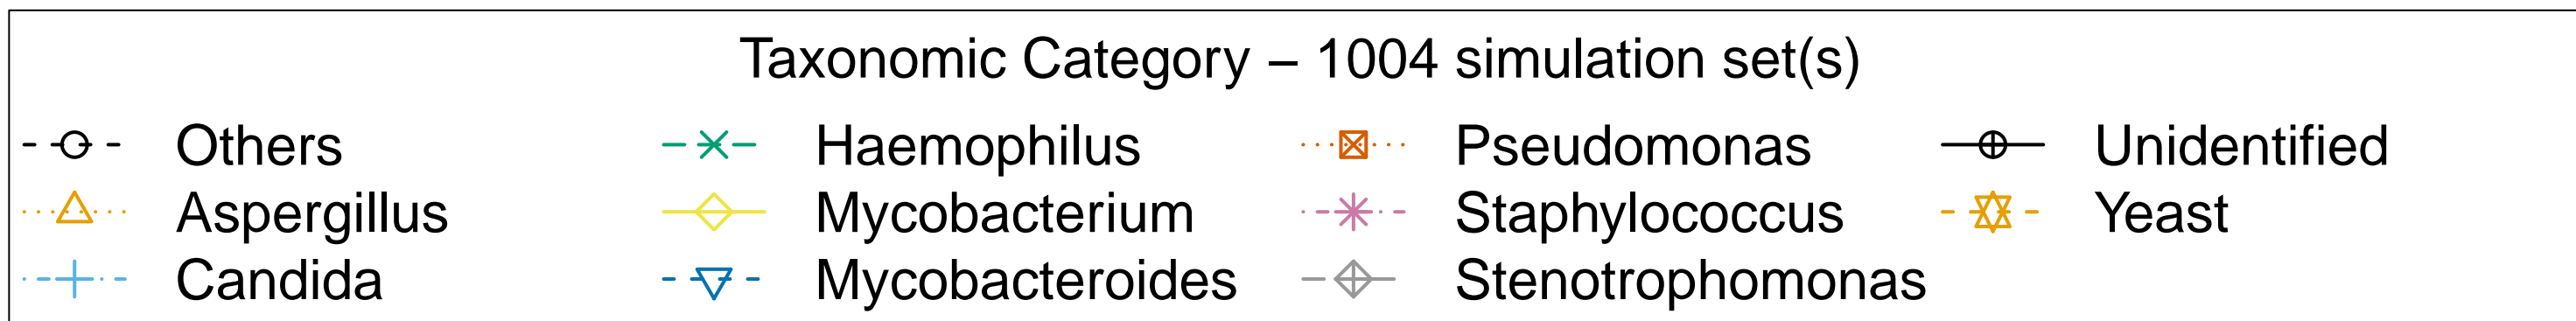 Taxonomic Category – 1004 simulation set(s)
Others
Aspergillus
Candida
Haemophilus
Mycobacterium
Mycobacteroides
Pseudomonas
Staphylococcus
Stenotrophomonas
Unidentified
Yeast